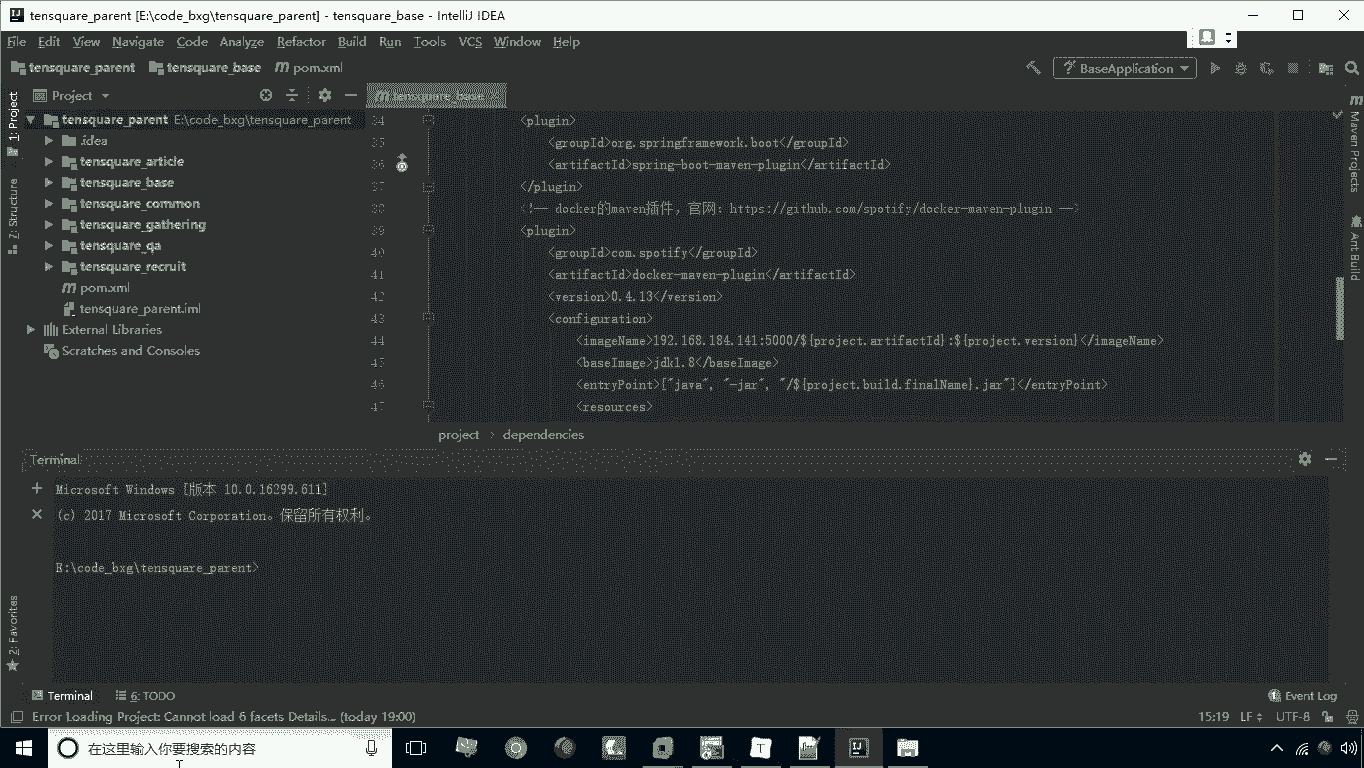 tensquare_parent [E:\code_bxg\tensquare_parent] - tensquare_base - IntelliJ IDEA
File Edit View Navigate Code Analyze Refactor Build Run Tools VCS Window Help
tensquare_parent tensquare_base pom.xml BaseApplication
Project tensquare_base
1: Project
7: Structure
2: Favorites
tensquare_parent E:\code_bxg\tensquare_parent
.idea
tensquare_article
tensquare_base
tensquare_common
tensquare_gathering
tensquare_qa
tensquare_recruit
pom.xml
tensquare_parent.iml
External Libraries
Scratches and Consoles
34 <plugin>
35 <groupId>org.springframework.boot</groupId>
36 <artifactId>spring-boot-maven-plugin</artifactId>
37 </plugin>
38 <!-- docker的maven插件，官网：https://github.com/spotify/docker-maven-plugin -->
39 <plugin>
40 <groupId>com.spotify</groupId>
41 <artifactId>docker-maven-plugin</artifactId>
42 <version>0.4.13</version>
43 <configuration>
44 <imageName>192.168.184.141:5000/${project.artifactId}:${project.version}</imageName>
45 <baseImage>jdk1.8</baseImage>
46 <entryPoint>["java", "-jar", "/${project.build.finalName}.jar"]</entryPoint>
47 <resources>
project › dependencies
Maven Projects
Ant Build
Terminal
Microsoft Windows [版本 10.0.16299.611]
(c) 2017 Microsoft Corporation。保留所有权利。
E:\code_bxg\tensquare_parent>
Terminal 6: TODO 1 Event Log
Error Loading Project: Cannot load 6 facets Details... (today 19:00) 15:19 LF UTF-8
在这里输入你要搜索的内容